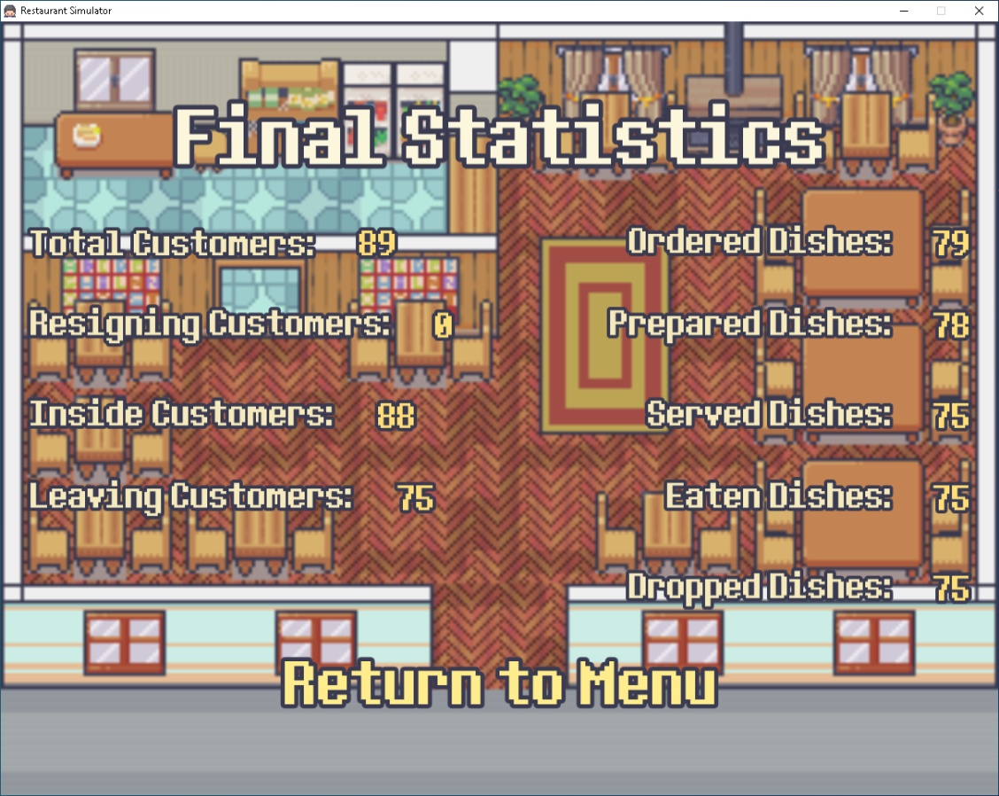 Restaurant Simulator
Final Statistics
Total Customers: 89
Ordered Dishes: 79
Resigning Customers: 0
Prepared Dishes: 78
Inside Customers: 88
Served Dishes: 75
Leaving Customers: 75
Eaten Dishes: 75
Dropped Dishes: 75
Return to Menu